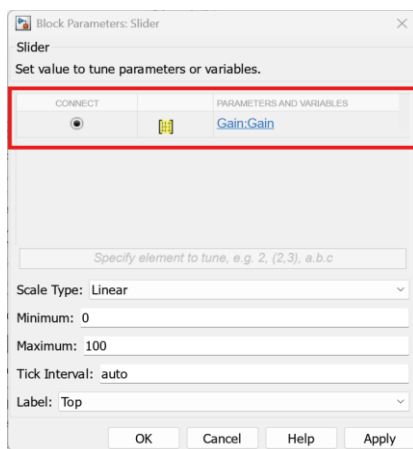 Block Parameters: Slider
Slider
Set value to tune parameters or variables.
CONNECT PARAMETERS AND VARIABLES
Gain:Gain
Specify element to tune, e.g. 2, (2,3), a.b.c
Scale Type: Linear
Minimum: 0
Maximum: 100
Tick Interval: auto
Label: Top
OK Cancel Help Apply